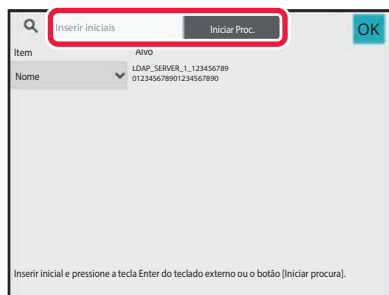 Inserir iniciais Iniciar Proc. OK
Item Alvo
Nome LDAP_SERVER_1_123456789
012345678901234567890
Inserir inicial e pressione a tecla Enter do teclado externo ou o botão [Iniciar procura].